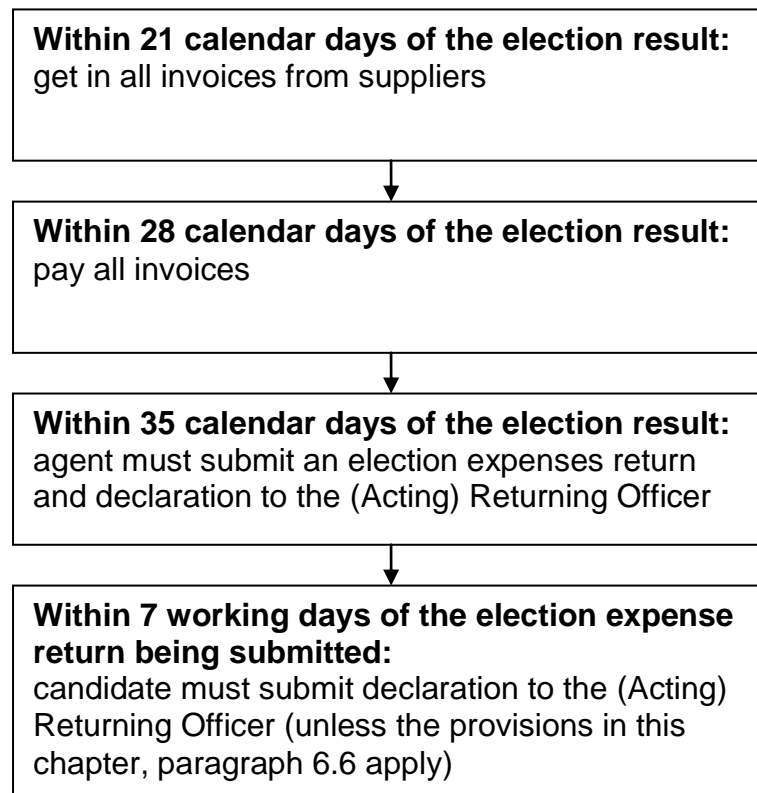 Within 21 calendar days of the election result:
get in all invoices from suppliers
Within 28 calendar days of the election result:
pay all invoices
Within 35 calendar days of the election result:
agent must submit an election expenses return
and declaration to the (Acting) Returning Officer
Within 7 working days of the election expense
return being submitted:
candidate must submit declaration to the (Acting)
Returning Officer (unless the provisions in this
chapter, paragraph 6.6 apply)